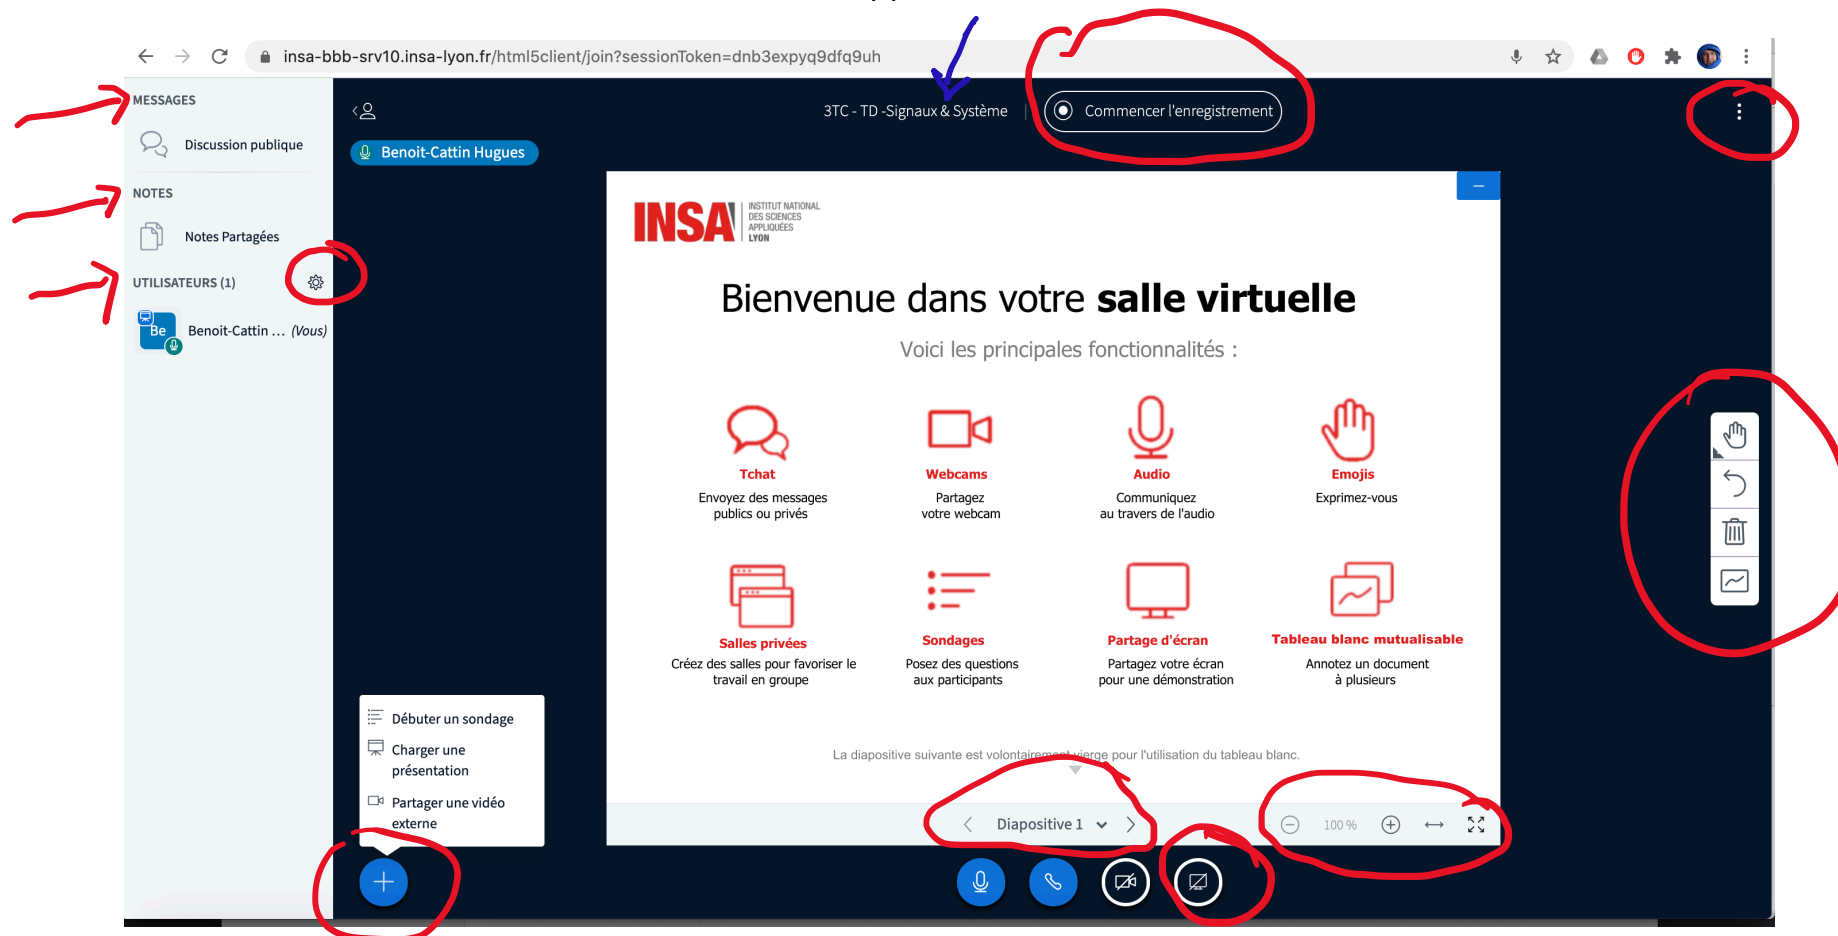 insa-bbb-srv10.insa-lyon.fr/html5client/join?sessionToken=dnb3expyq9dfq9uh
MESSAGES
Discussion publique
NOTES
Notes Partagées
UTILISATEURS (1)
Be
Benoit-Cattin ... (Vous)
3TC - TD -Signaux & Système
Commencer l'enregistrement
Benoit-Cattin Hugues
INSA
INSTITUT NATIONAL
DES SCIENCES
APPLIQUÉES
LYON
Bienvenue dans votre salle virtuelle
Voici les principales fonctionnalités :
Tchat
Envoyez des messages
publics ou privés
Webcams
Partagez
votre webcam
Audio
Communiquez
au travers de l'audio
Emojis
Exprimez-vous
Salles privées
Créez des salles pour favoriser le
travail en groupe
Sondages
Posez des questions
aux participants
Partage d'écran
Partagez votre écran
pour une démonstration
Tableau blanc mutualisable
Annotez un document
à plusieurs
La diapositive suivante est volontairement vierge pour l'utilisation du tableau blanc.
Débuter un sondage
Charger une
présentation
Partager une vidéo
externe
Diapositive 1
100 %